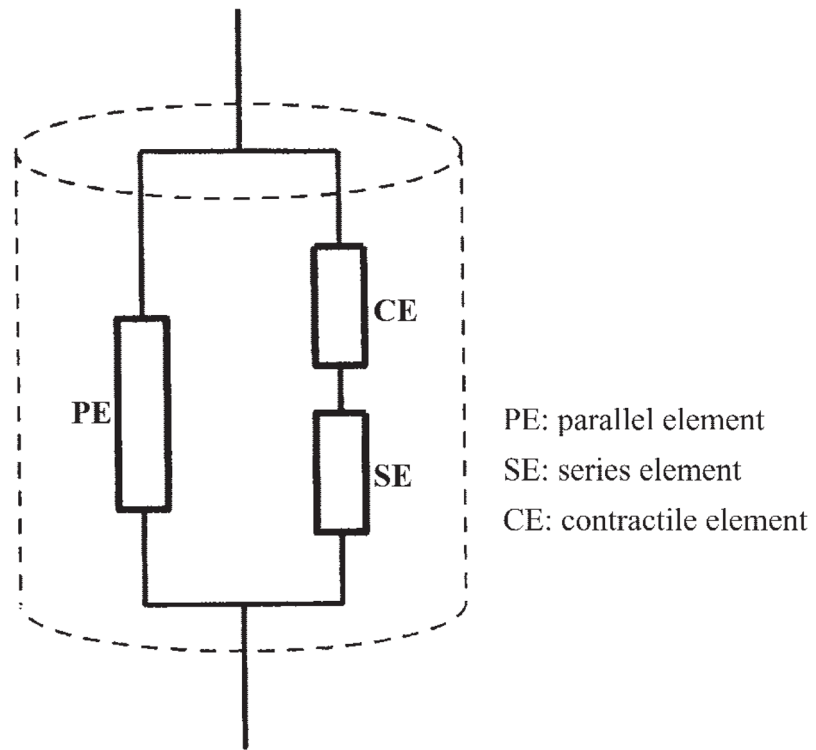 CE
PE
SE
PE: parallel element
SE: series element
CE: contractile element